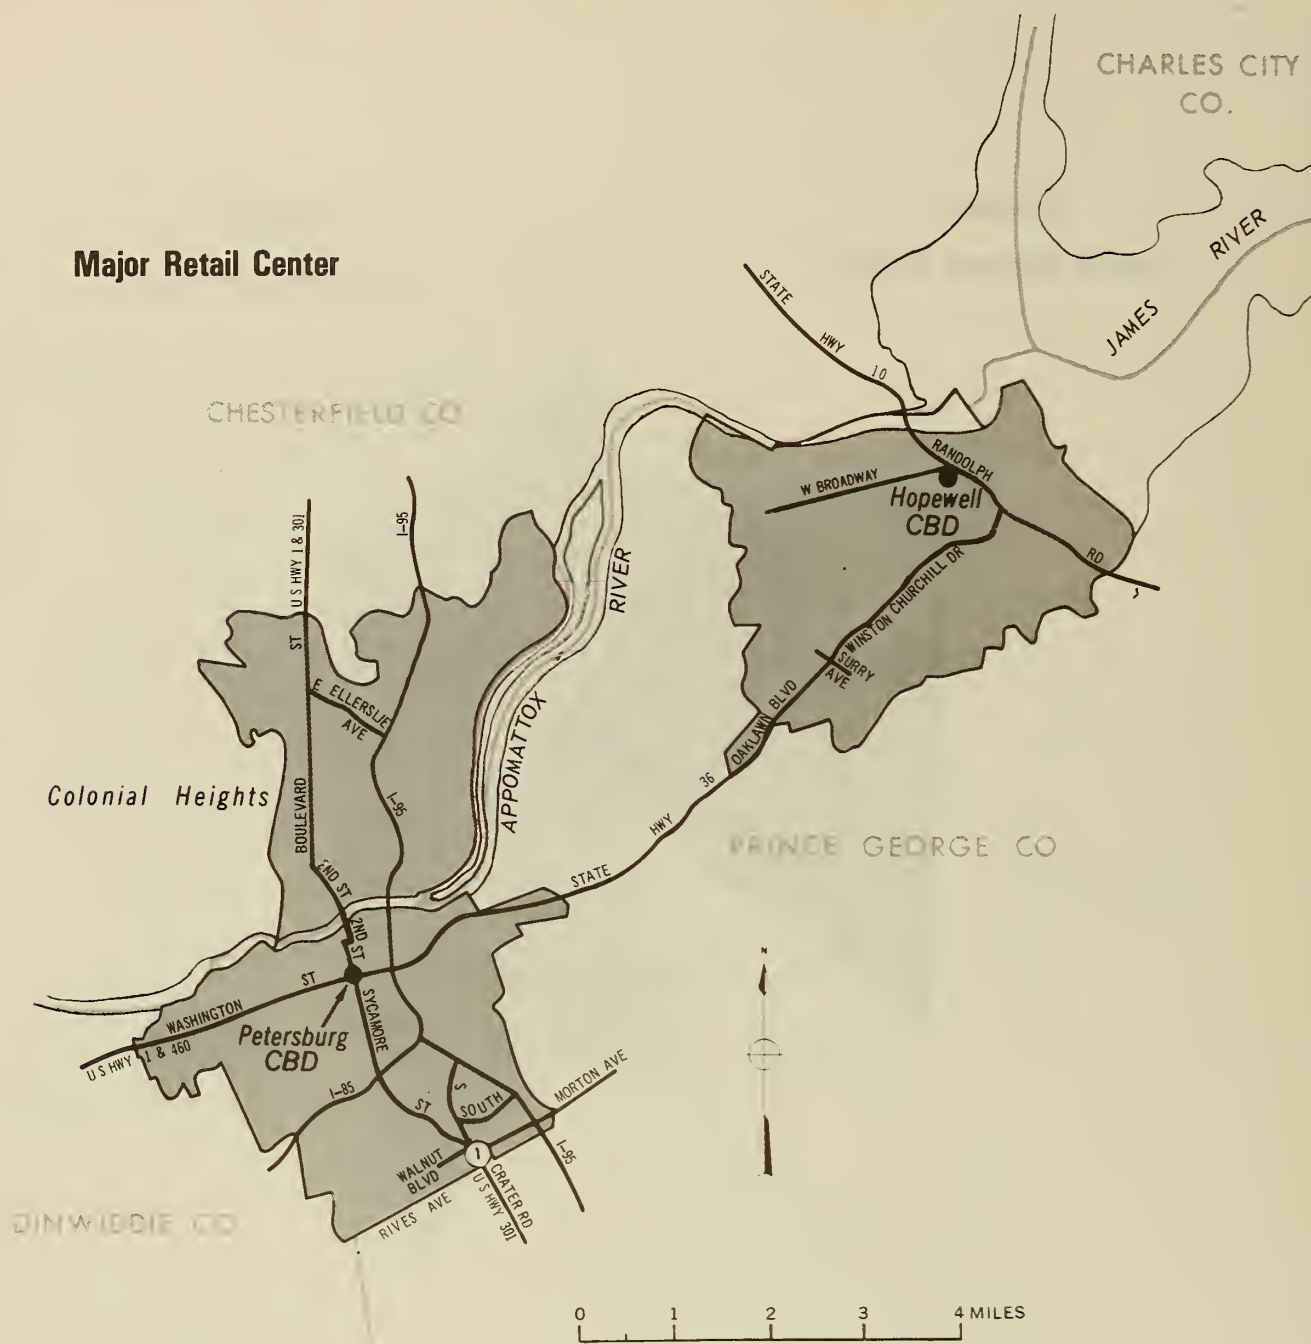 CHARLES CITY
CO.
JAMES RIVER
Major Retail Center
STATE HWY 10
CHESTERFIELD CO
RANDOLPH RD
W BROADWAY
Hopewell
CBD
U S HWY 1 & 301
I-95
APPOMATTOX RIVER
WINSTON CHURCHILL DR
SURRY
AVE
OAKLAWN BLVD
E ELLERSLIE
AVE
BOULEVARD ST
Colonial Heights
I-95
STATE HWY 36
PRINCE GEORGE CO
2ND ST
2ND ST
N
WASHINGTON ST
U S HWY 1 & 460
Petersburg
CBD
SYCAMORE ST
I-85
S
SOUTH
MORTON AVE
I-95
1
WALNUT
BLVD
CRATER RD
U S HWY 301
RIVES AVE
DINWIDDIE CO
0 1 2 3 4 MILES